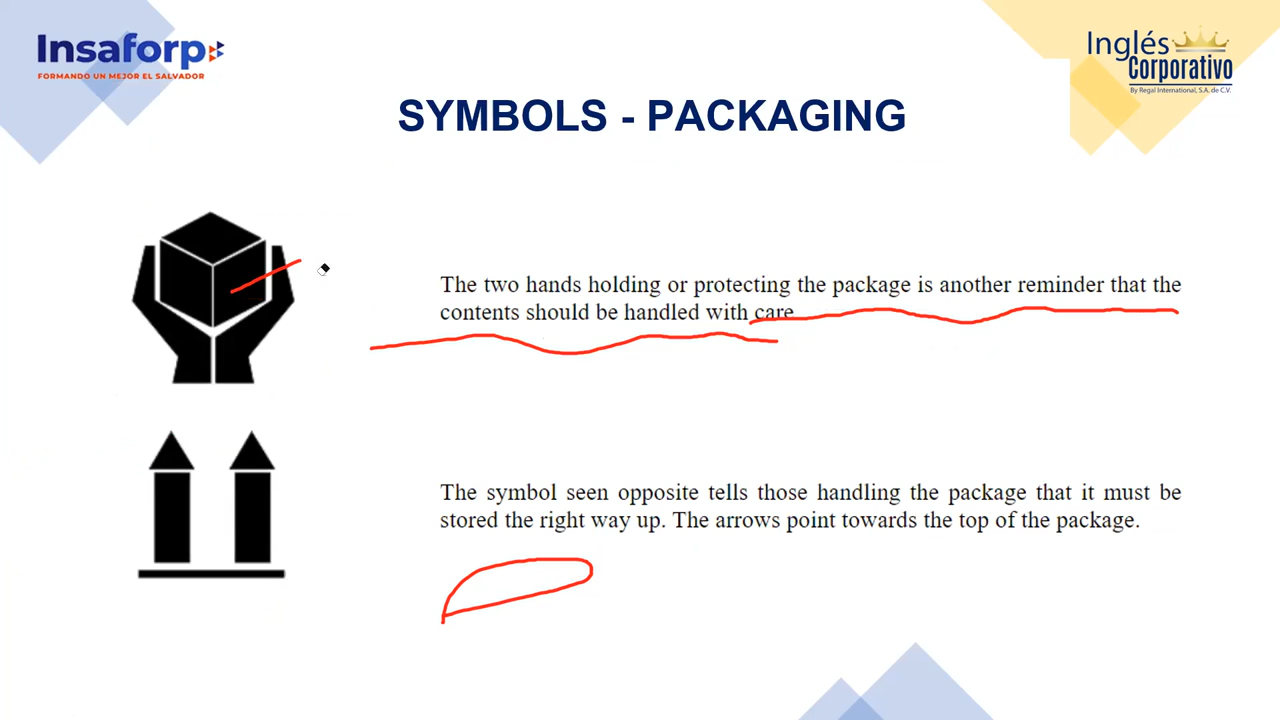 Insaforp
FORMANDO UN MEJOR EL SALVADOR
Inglés
Corporativo
By Regal International, S.A. de C.V.
SYMBOLS - PACKAGING
The two hands holding or protecting the package is another reminder that the
contents should be handled with care
The symbol seen opposite tells those handling the package that it must be
stored the right way up. The arrows point towards the top of the package.